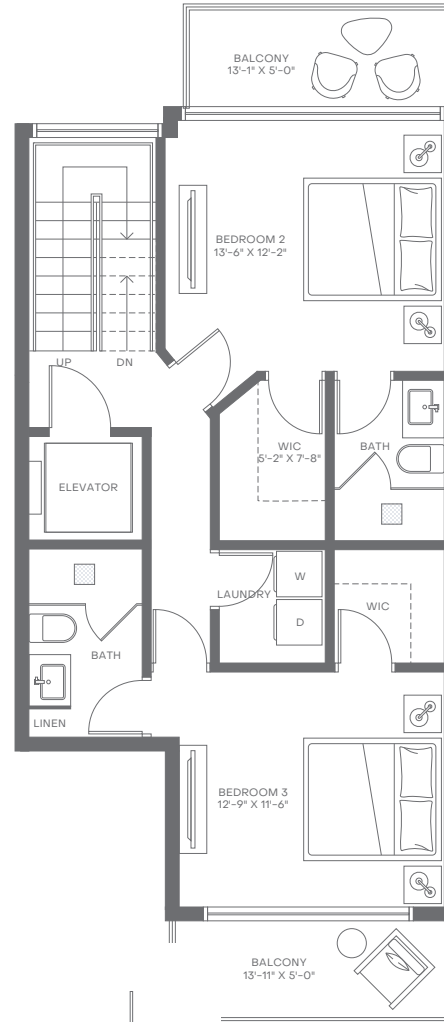 BALCONY
13'-1" X 5'-0"
BEDROOM 2
13'-6" X 12'-2"
UP
DN
WIC
5'-2" X 7'-8"
BATH
ELEVATOR
W
LAUNDRY
D
WIC
BATH
LINEN
BEDROOM 3
12'-9" X 11'-6"
BALCONY
13'-11" X 5'-0"